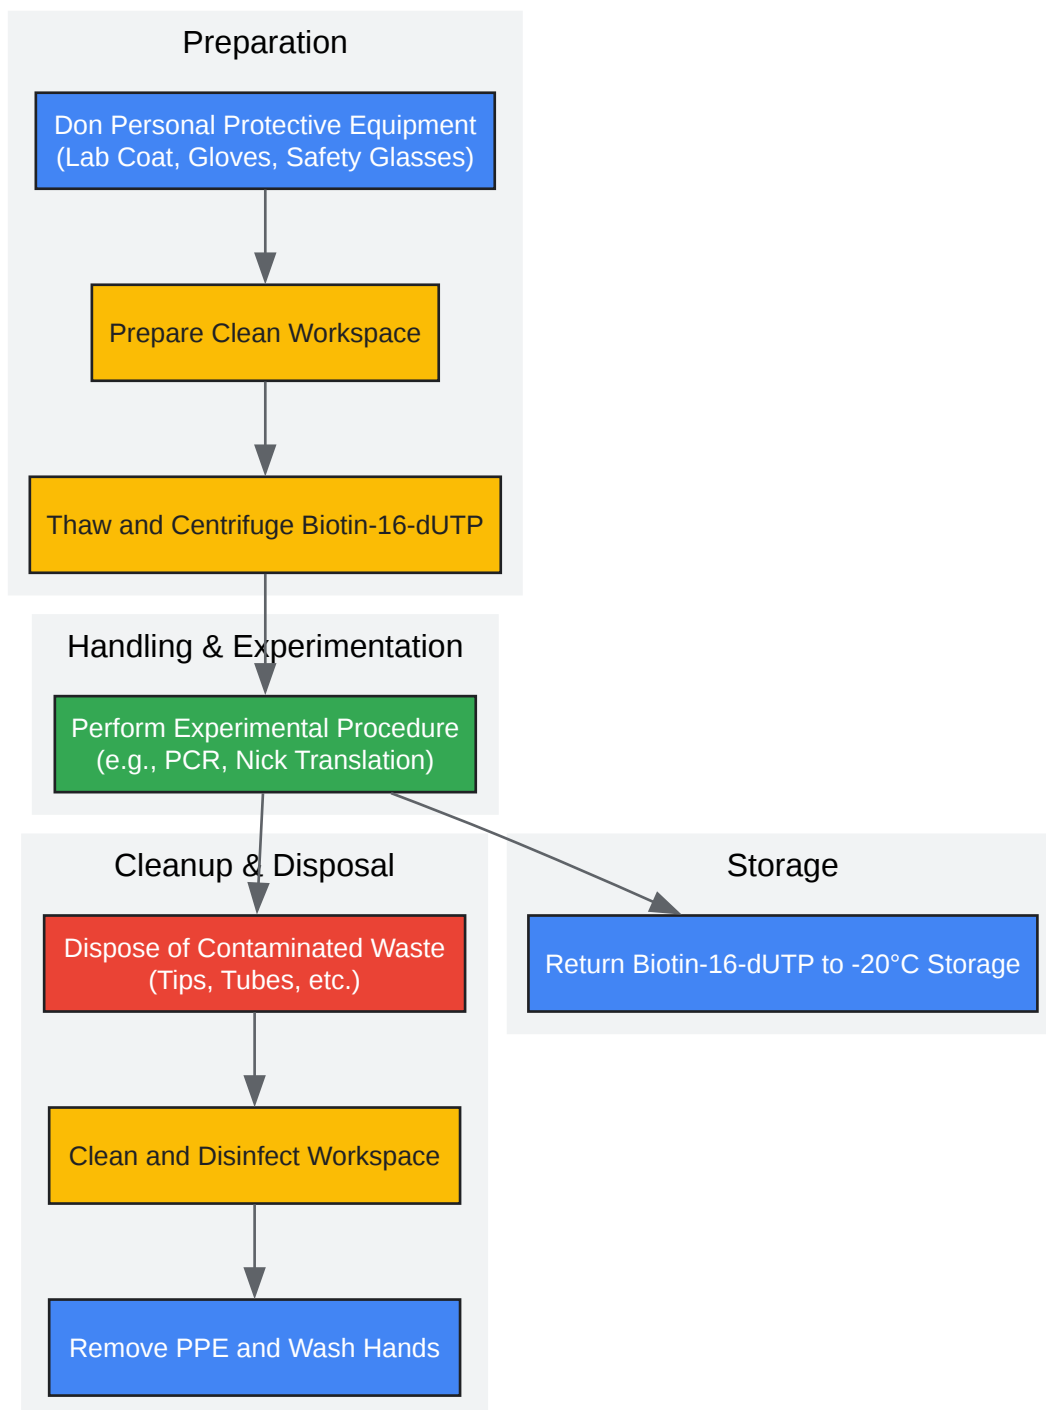 Preparation
Don Personal Protective Equipment
(Lab Coat, Gloves, Safety Glasses)
Prepare Clean Workspace
Thaw and Centrifuge Biotin-16-dUTP
Handling & Experimentation
Perform Experimental Procedure
(e.g., PCR, Nick Translation)
Cleanup & Disposal
Dispose of Contaminated Waste
(Tips, Tubes, etc.)
Clean and Disinfect Workspace
Remove PPE and Wash Hands
Storage
Return Biotin-16-dUTP to -20°C Storage